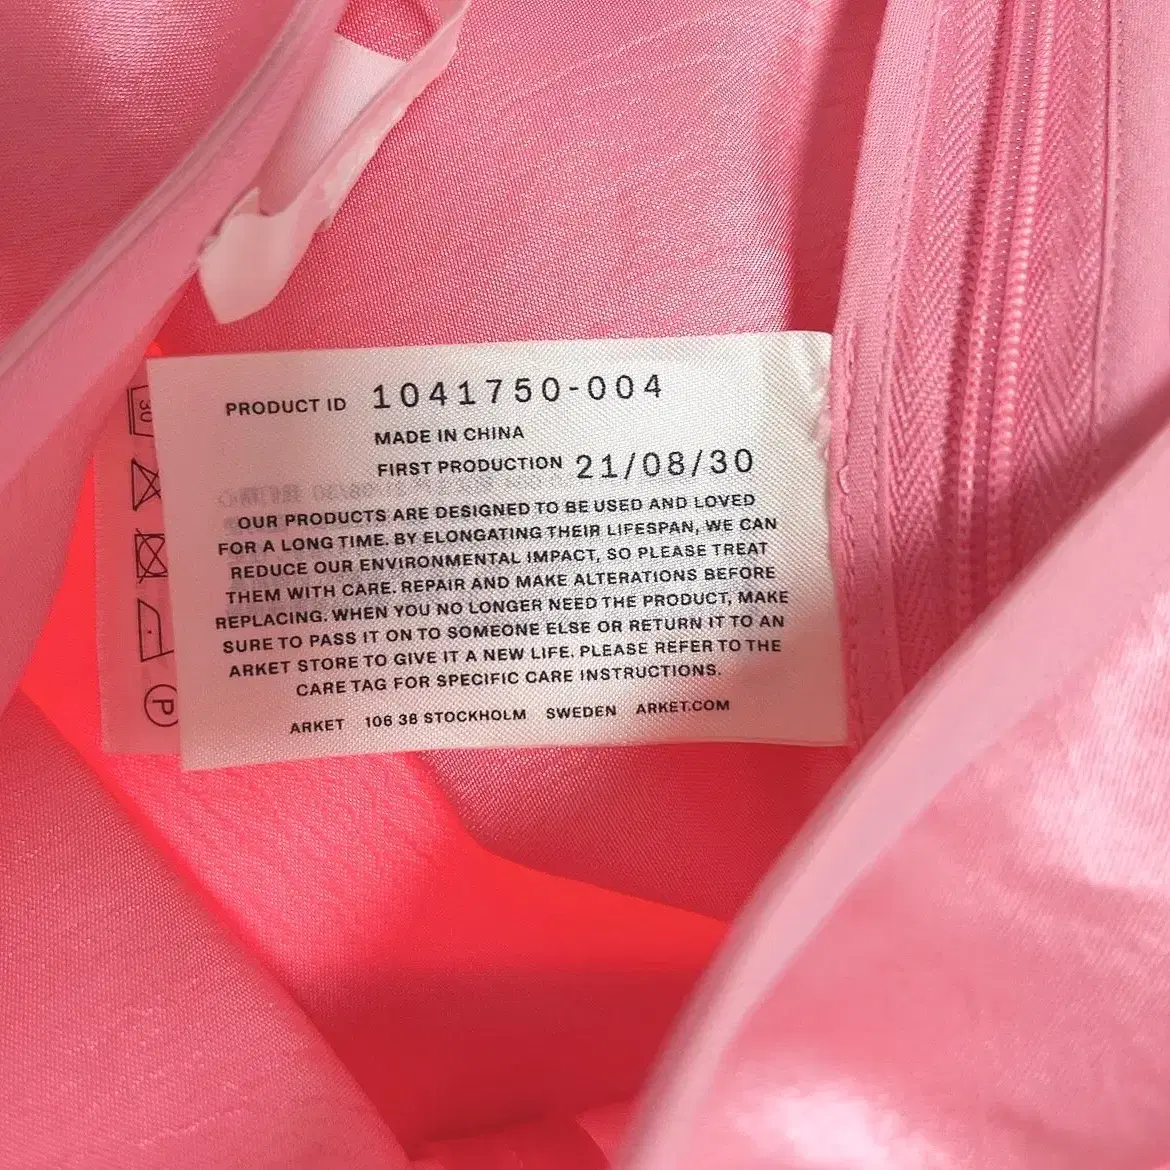 PRODUCT ID 1041750-004
MADE IN CHINA
FIRST PRODUCTION 21/08/30
OUR PRODUCTS ARE DESIGNED TO BE USED AND LOVED
FOR A LONG TIME. BY ELONGATING THEIR LIFESPAN, WE CAN
REDUCE OUR ENVIRONMENTAL IMPACT, SO PLEASE TREAT
THEM WITH CARE. REPAIR AND MAKE ALTERATIONS BEFORE
REPLACING. WHEN YOU NO LONGER NEED THE PRODUCT, MAKE
SURE TO PASS IT ON TO SOMEONE ELSE OR RETURN IT TO AN
ARKET STORE TO GIVE IT A NEW LIFE. PLEASE REFER TO THE
CARE TAG FOR SPECIFIC CARE INSTRUCTIONS.
ARKET 106 38 STOCKHOLM SWEDEN ARKET.COM
30
P